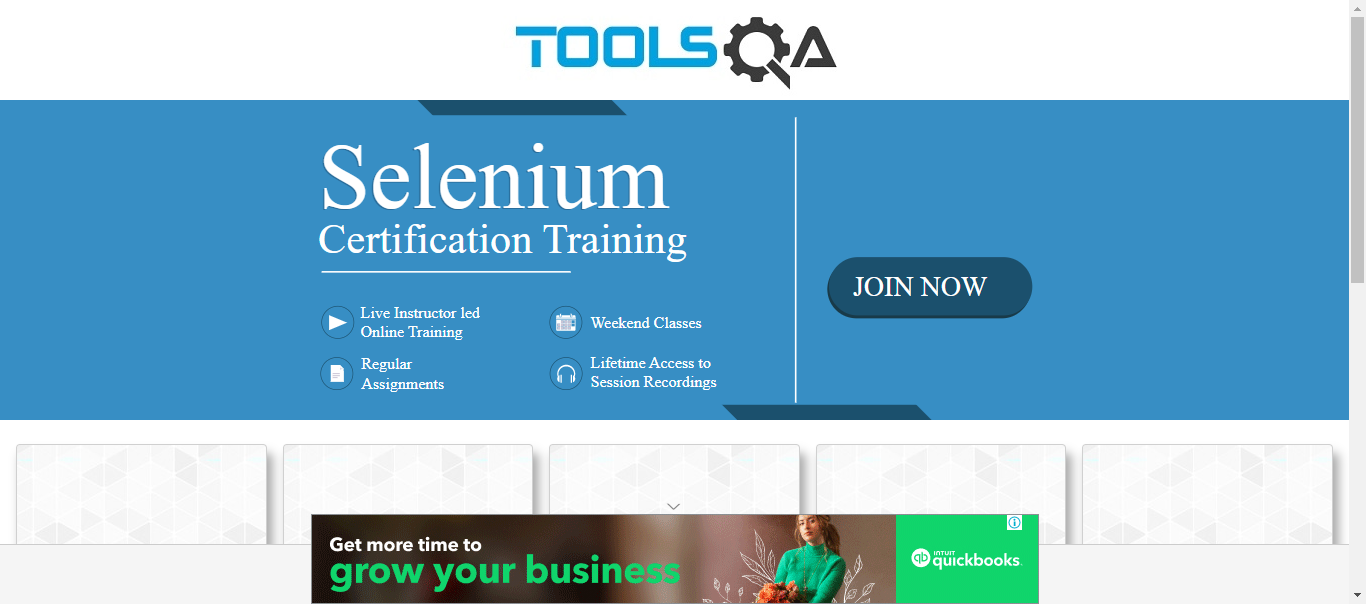 TOOLSQA
Selenium
Certification Training
Live Instructor led
Online Training
Weekend Classes
Regular
Assignments
Lifetime Access to
Session Recordings
JOIN NOW
Get more time to
grow your business
qb INTUIT
quickbooks.